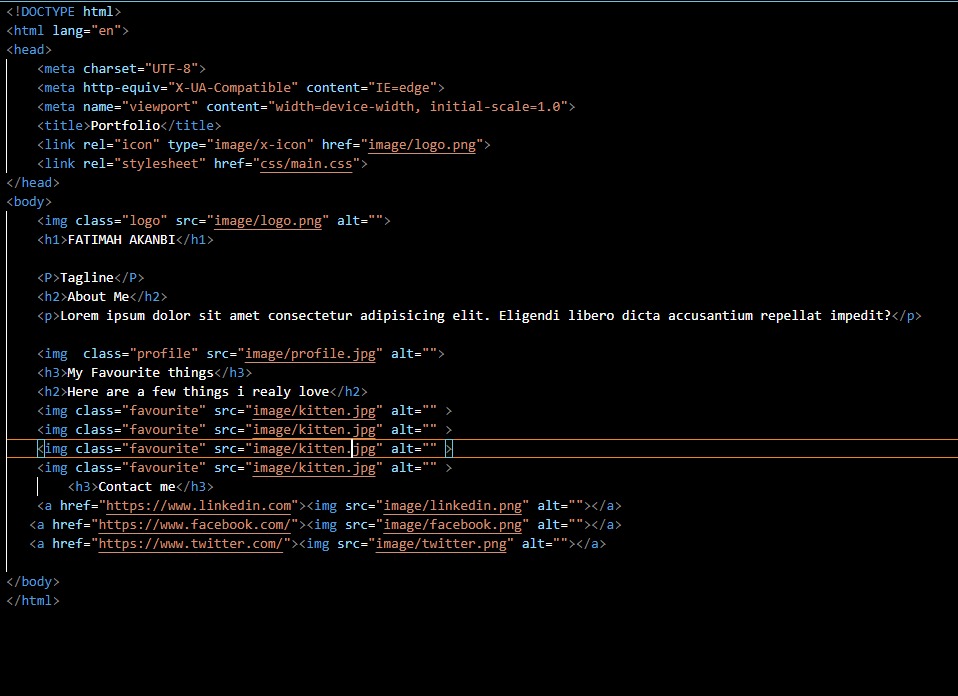 <!DOCTYPE html>
<html lang="en">
<head>
    <meta charset="UTF-8">
    <meta http-equiv="X-UA-Compatible" content="IE=edge">
    <meta name="viewport" content="width=device-width, initial-scale=1.0">
    <title>Portfolio</title>
    <link rel="icon" type="image/x-icon" href="image/logo.png">
    <link rel="stylesheet" href="css/main.css">
</head>
<body>
    <img class="logo" src="image/logo.png" alt="">
    <h1>FATIMAH AKANBI</h1>
    <P>Tagline</P>
    <h2>About Me</h2>
    <p>Lorem ipsum dolor sit amet consectetur adipisicing elit. Eligendi libero dicta accusantium repellat impedit?</p>
    <img  class="profile" src="image/profile.jpg" alt="">
    <h3>My Favourite things</h3>
    <h2>Here are a few things i realy love</h2>
    <img class="favourite" src="image/kitten.jpg" alt="" >
    <img class="favourite" src="image/kitten.jpg" alt="" >
    <img class="favourite" src="image/kitten.jpg" alt="" >
    <img class="favourite" src="image/kitten.jpg" alt="" >
        <h3>Contact me</h3>
    <a href="https://www.linkedin.com"><img src="image/linkedin.png" alt=""></a>
   <a href="https://www.facebook.com/"><img src="image/facebook.png" alt=""></a>
   <a href="https://www.twitter.com/"><img src="image/twitter.png" alt=""></a>
</body>
</html>